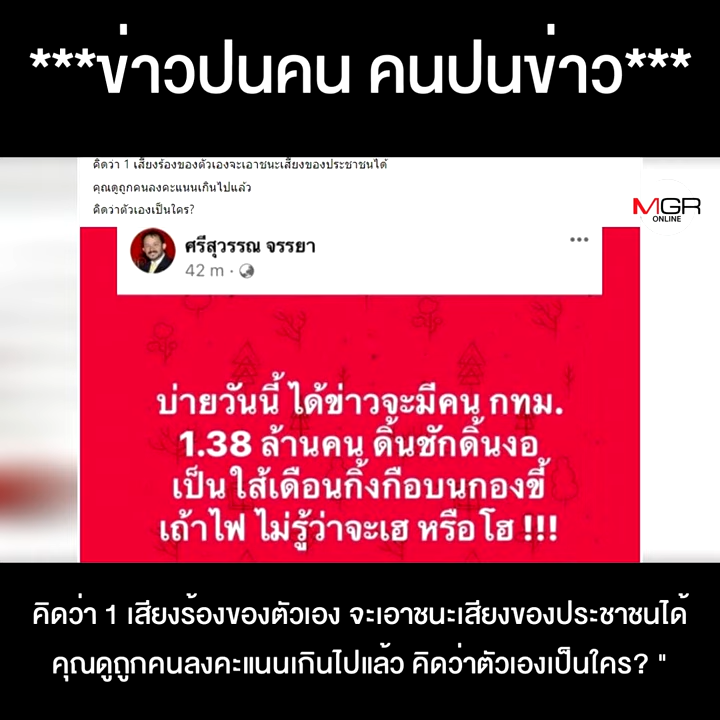 ***ข่าวปนคน คนปนข่าว***
คิดว่า 1 เสียงร้องของตัวเองจะเอาชนะเสียงของประชาชนได้
คุณดูถูกคนลงคะแนนเกินไปแล้ว
คิดว่าตัวเองเป็นใคร?
MGR
ONLINE
ศรีสุวรรณ จรรยา
42 m ·
บ่ายวันนี้ ได้ข่าวจะมีคน กทม.
1.38 ล้านคน ดิ้นชักดิ้นงอ
เป็นไส้เดือนกิ้งกือบนกองขี้
เถ้าไฟ ไม่รู้ว่าจะเฮ หรือโฮ !!!
คิดว่า 1 เสียงร้องของตัวเอง จะเอาชนะเสียงของประชาชนได้
คุณดูถูกคนลงคะแนนเกินไปแล้ว คิดว่าตัวเองเป็นใคร? "